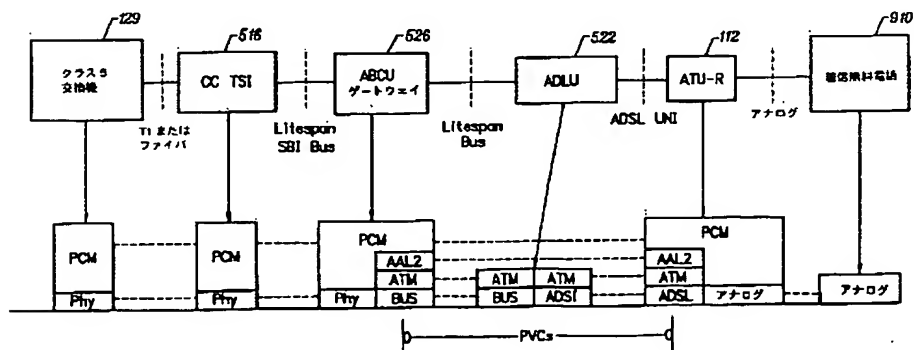 129
516
526
522
112
910
クラス5
交換機
CC TSI
ABCU
ゲートウェイ
ADLU
ATU-R
電話
T1 または
ファイバ
Litespan
SBI Bus
Litespan
Bus
ADSL UNI
アナログ
PCM
Phy
PCM
Phy
PCM
AAL2
ATM
Phy
BUS
ATM
ATM
BUS
ADSI
PCM
AAL2
ATM
ADSL
アナログ
アナログ
PVCs